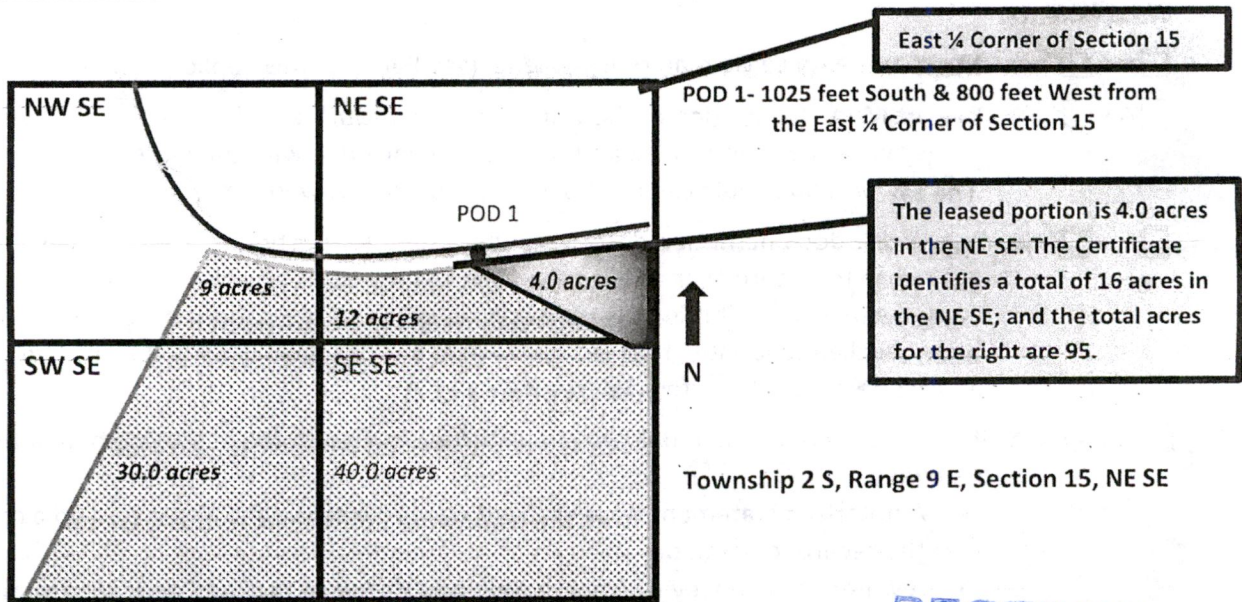 East ¼ Corner of Section 15
NW SE
NE SE
POD 1- 1025 feet South & 800 feet West from
the East ¼ Corner of Section 15
POD 1
The leased portion is 4.0 acres
in the NE SE. The Certificate
identifies a total of 16 acres in
the NE SE; and the total acres
for the right are 95.
9 acres
4.0 acres
12 acres
SW SE
SE SE
N
30.0 acres
40.0 acres
Township 2 S, Range 9 E, Section 15, NE SE